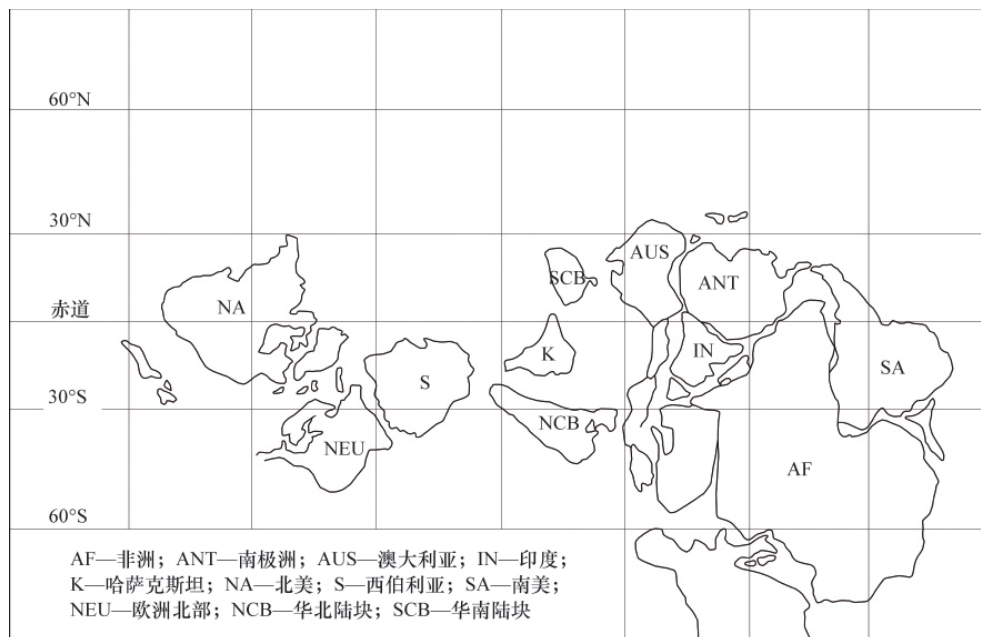 60°N
30°N
AUS
SCB
ANT
NA
赤道
K
IN
S
SA
30°S
NCB
NEU
AF
60°S
AF—非洲；ANT—南极洲；AUS—澳大利亚；IN—印度；
K—哈萨克斯坦；NA—北美；S—西伯利亚；SA—南美；
NEU—欧洲北部；NCB—华北陆块；SCB—华南陆块